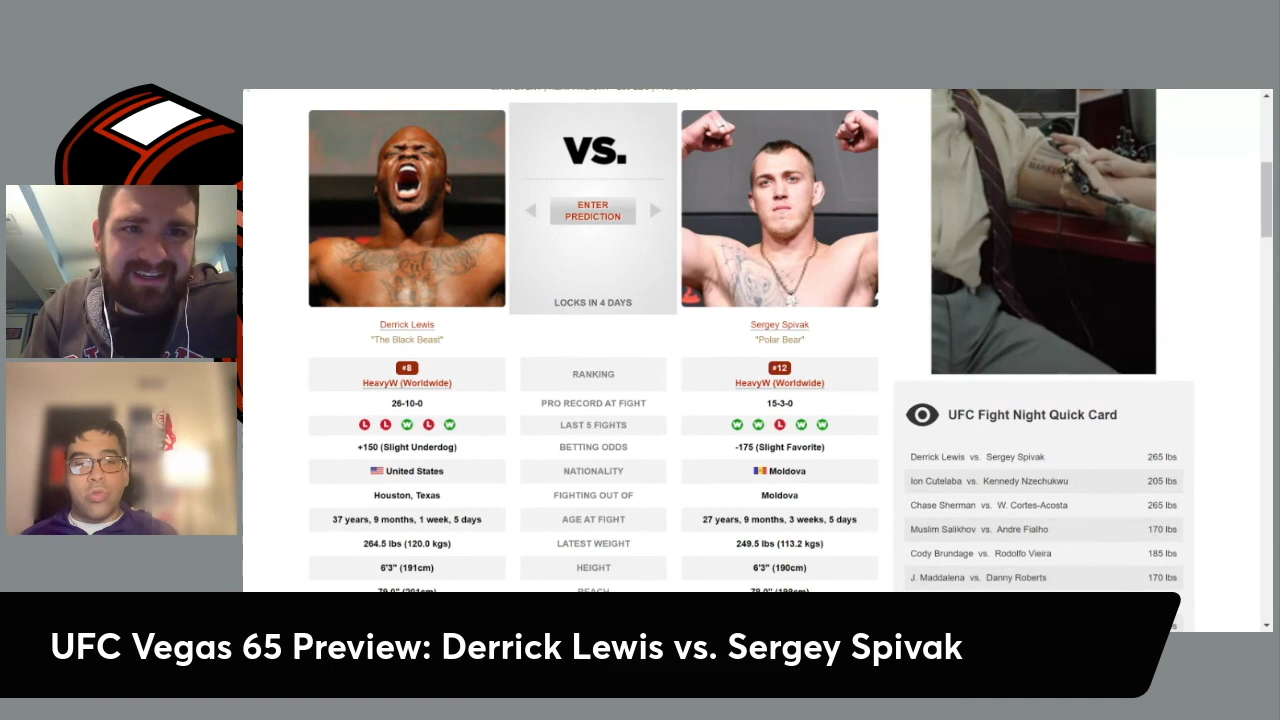 VS.
ENTER
PREDICTION
LOCKS IN 4 DAYS
Derrick Lewis
"The Black Beast"
Sergey Spivak
"Polar Bear"
#8
HeavyW (Worldwide)
RANKING
#12
HeavyW (Worldwide)
26-10-0
PRO RECORD AT FIGHT
15-3-0
L L W L W
LAST 5 FIGHTS
W W L W W
+150 (Slight Underdog)
BETTING ODDS
-175 (Slight Favorite)
United States
NATIONALITY
Moldova
Houston, Texas
FIGHTING OUT OF
Moldova
37 years, 9 months, 1 week, 5 days
AGE AT FIGHT
27 years, 9 months, 3 weeks, 5 days
264.5 lbs (120.0 kgs)
LATEST WEIGHT
249.5 lbs (113.2 kgs)
6'3" (191cm)
HEIGHT
6'3" (190cm)
UFC Fight Night Quick Card
Derrick Lewis vs. Sergey Spivak 265 lbs
Ion Cutelaba vs. Kennedy Nzechukwu 205 lbs
Chase Sherman vs. W. Cortes-Acosta 265 lbs
Muslim Salikhov vs. Andre Fialho 170 lbs
Cody Brundage vs. Rodolfo Vieira 185 lbs
J. Maddalena vs. Danny Roberts 170 lbs
UFC Vegas 65 Preview: Derrick Lewis vs. Sergey Spivak